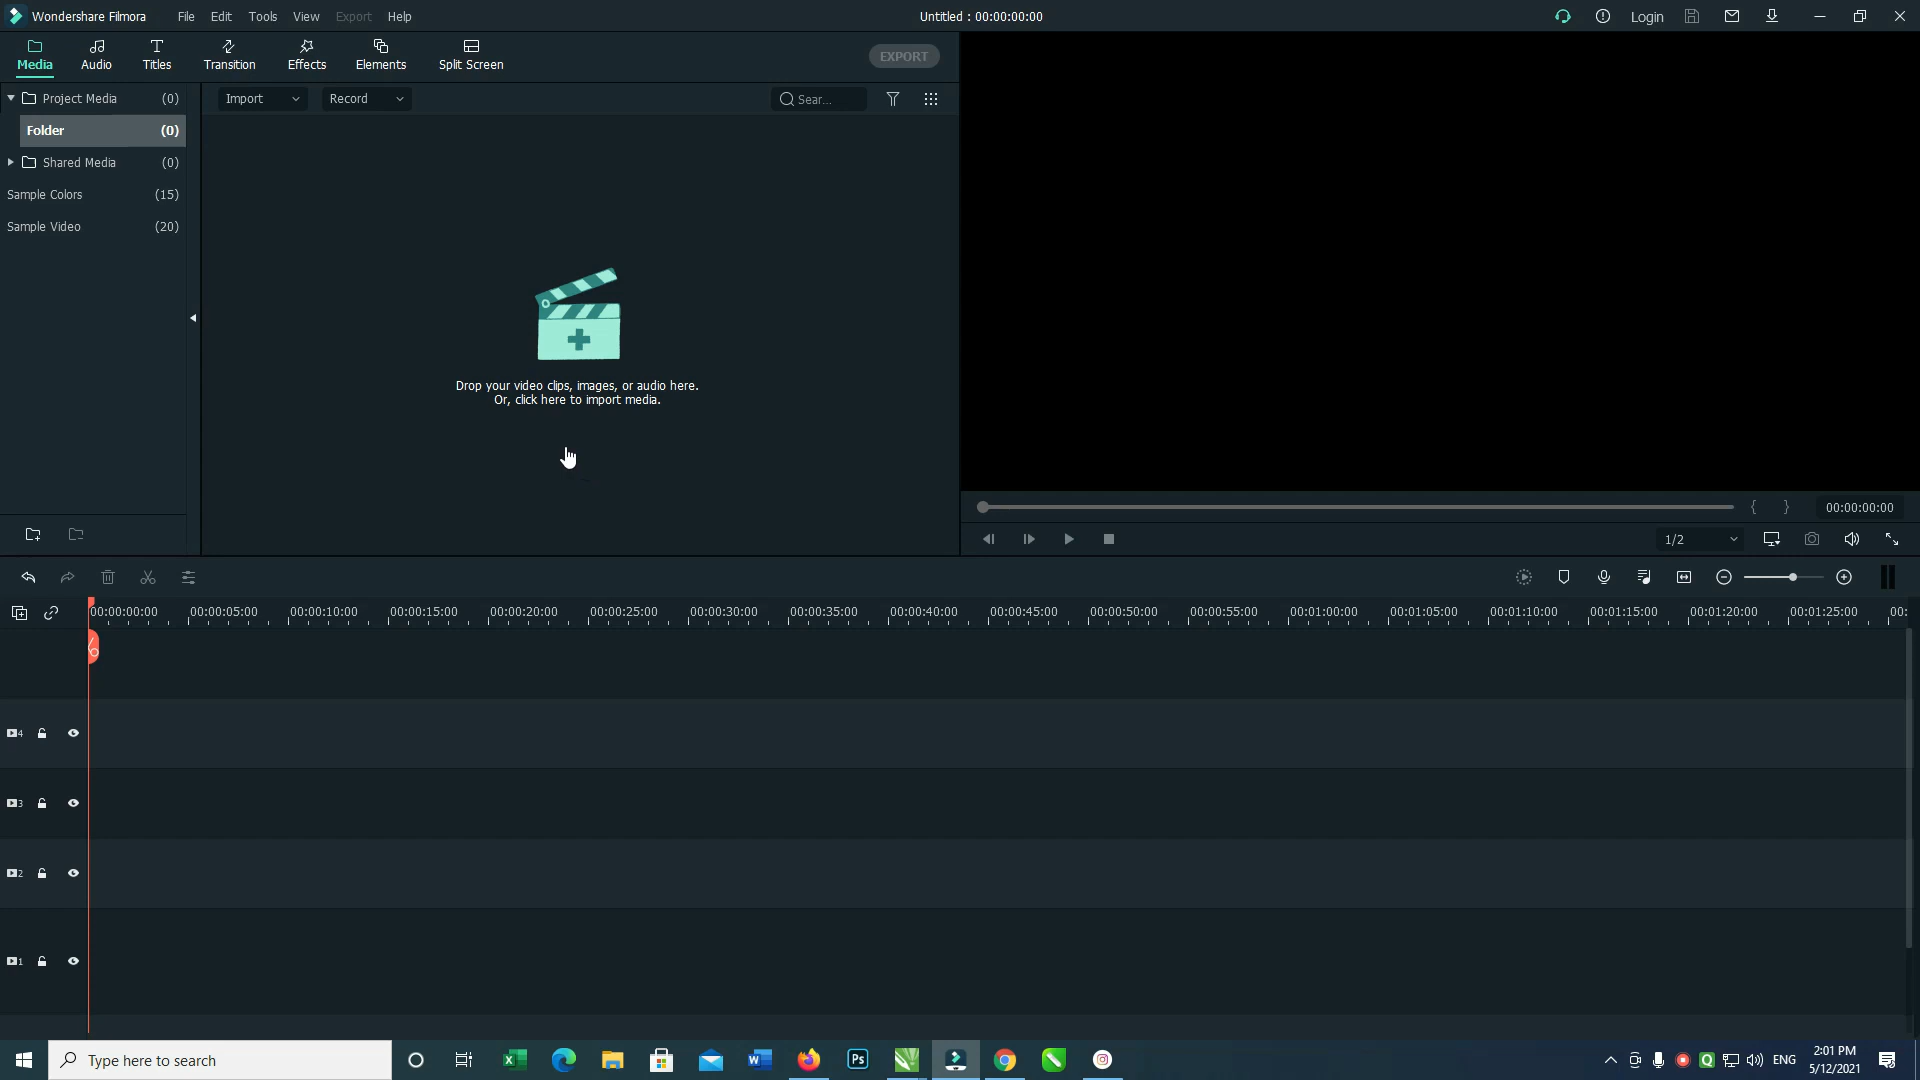 Wondershare Filmora
File Edit Tools View Export Help
Untitled : 00:00:00:00
Login
Media Audio Titles Transition Effects Elements Split Screen
EXPORT
Project Media (0)
Folder (0)
Shared Media (0)
Sample Colors (15)
Sample Video (20)
Import Record Sear...
Drop your video clips, images, or audio here.
Or, click here to import media.
{ } 00:00:00:00
1/2
00:00:00:00 00:00:05:00 00:00:10:00 00:00:15:00 00:00:20:00 00:00:25:00 00:00:30:00 00:00:35:00 00:00:40:00 00:00:45:00 00:00:50:00 00:00:55:00 00:01:00:00 00:01:05:00 00:01:10:00 00:01:15:00 00:01:20:00 00:01:25:00 00:
4
3
2
1
Type here to search
Ps
ENG
2:01 PM
5/12/2021